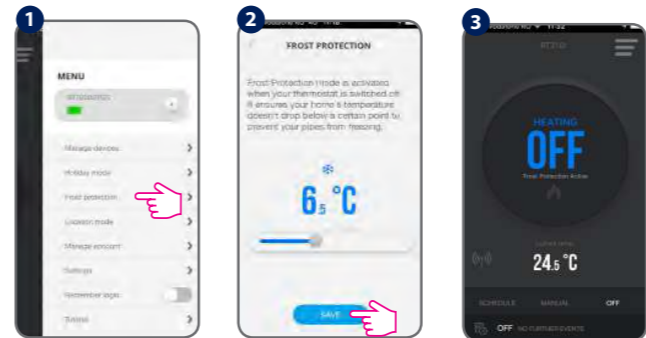 1
MENU
Manage devices
Holiday mode
Frost protection
Location mode
Manage account
Settings
Remember login
Tutorial
2
FROST PROTECTION
Frost Protection mode is activated
when your thermostat is switched off.
It ensures your home's temperature
doesn't drop below a certain point to
prevent your pipes from freezing.
6.5 °C
SAVE
3
11:32
RT310
HEATING
OFF
Frost Protection Active
24.5 °C
SCHEDULE MANUAL OFF
OFF NO FURTHER EVENTS